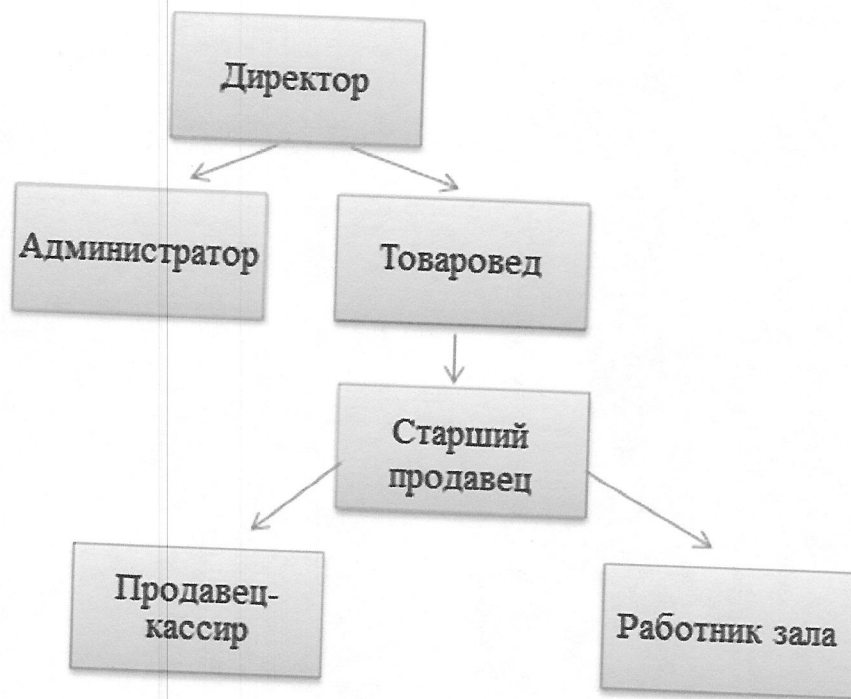 Директор
Администратор
Товаровед
Старший
продавец
Продавец-
кассир
Работник зала